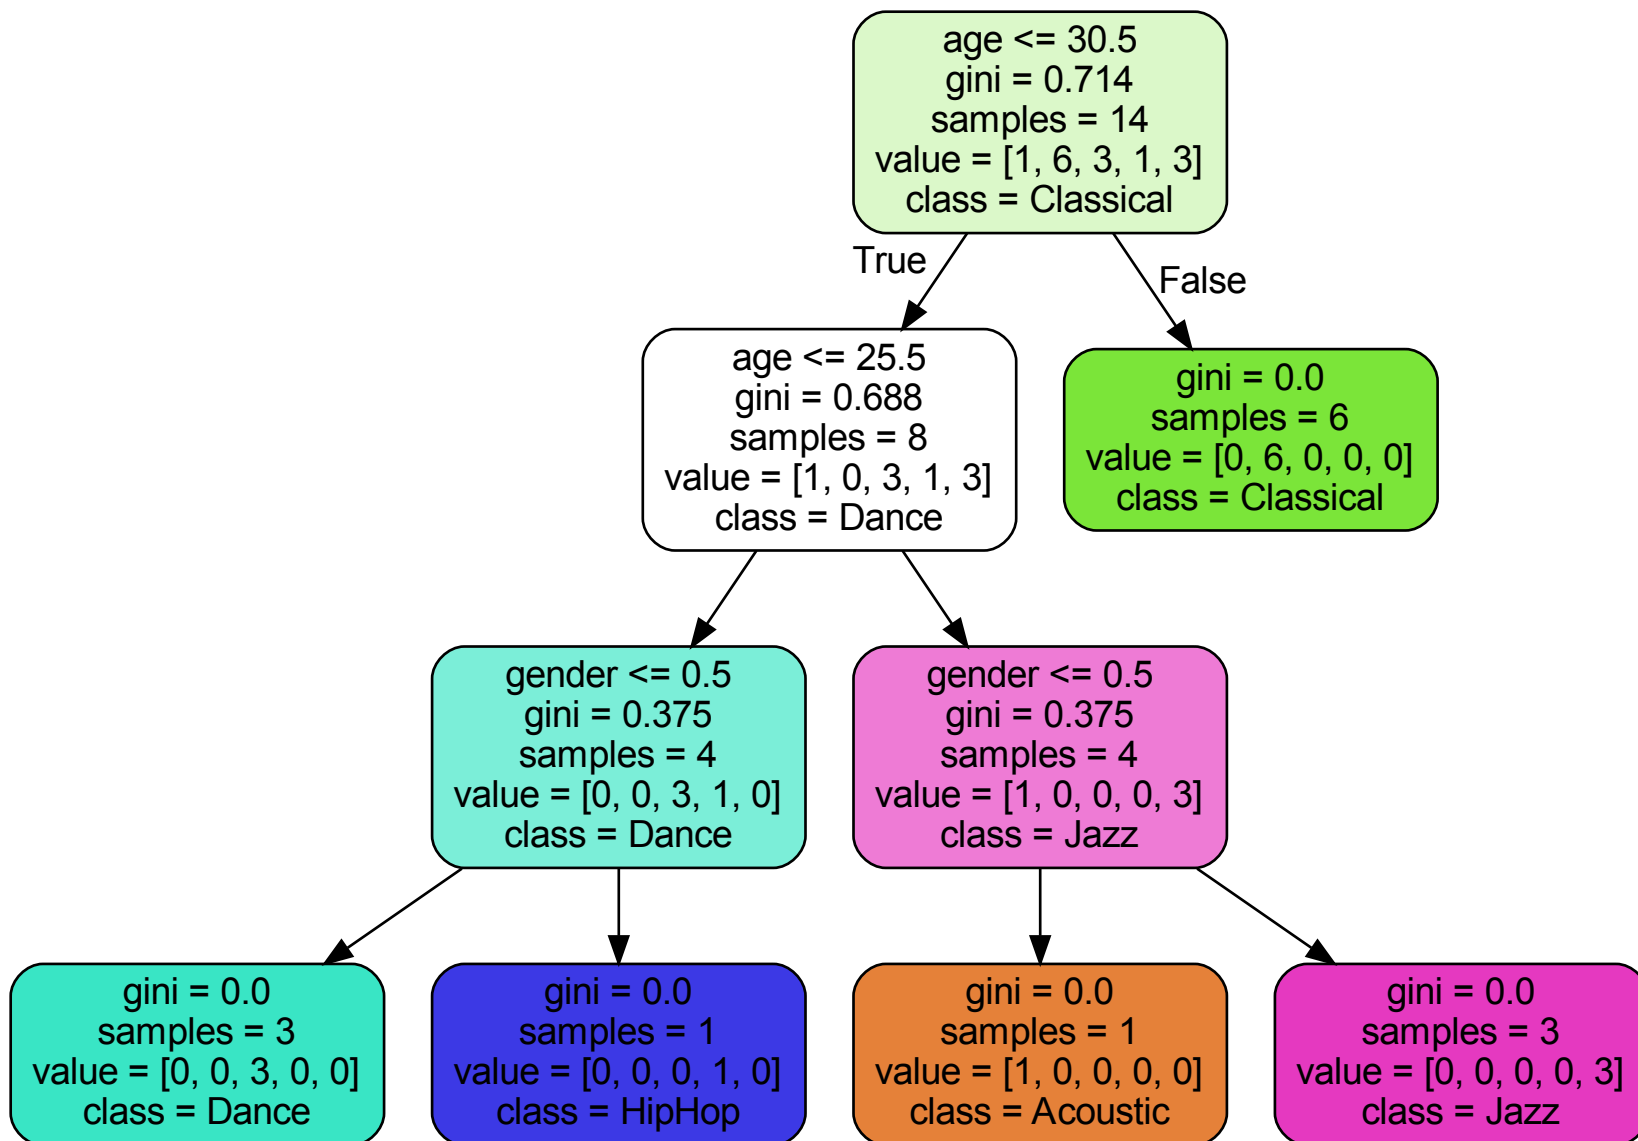 age <= 30.5
gini = 0.714
samples = 14
value = [1, 6, 3, 1, 3]
class = Classical
True
False
age <= 25.5
gini = 0.688
samples = 8
value = [1, 0, 3, 1, 3]
class = Dance
gini = 0.0
samples = 6
value = [0, 6, 0, 0, 0]
class = Classical
gender <= 0.5
gini = 0.375
samples = 4
value = [0, 0, 3, 1, 0]
class = Dance
gender <= 0.5
gini = 0.375
samples = 4
value = [1, 0, 0, 0, 3]
class = Jazz
gini = 0.0
samples = 3
value = [0, 0, 3, 0, 0]
class = Dance
gini = 0.0
samples = 1
value = [0, 0, 0, 1, 0]
class = HipHop
gini = 0.0
samples = 1
value = [1, 0, 0, 0, 0]
class = Acoustic
gini = 0.0
samples = 3
value = [0, 0, 0, 0, 3]
class = Jazz